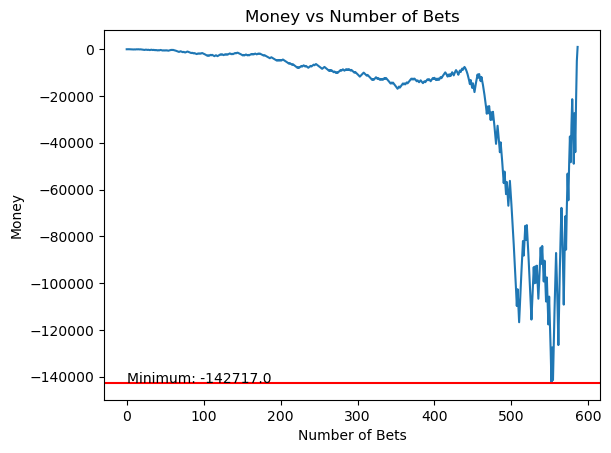 Money vs Number of Bets
0
−20000
−40000
−60000
−80000
−100000
−120000
−140000
Money
Minimum: -142717.0
0 100 200 300 400 500 600
Number of Bets